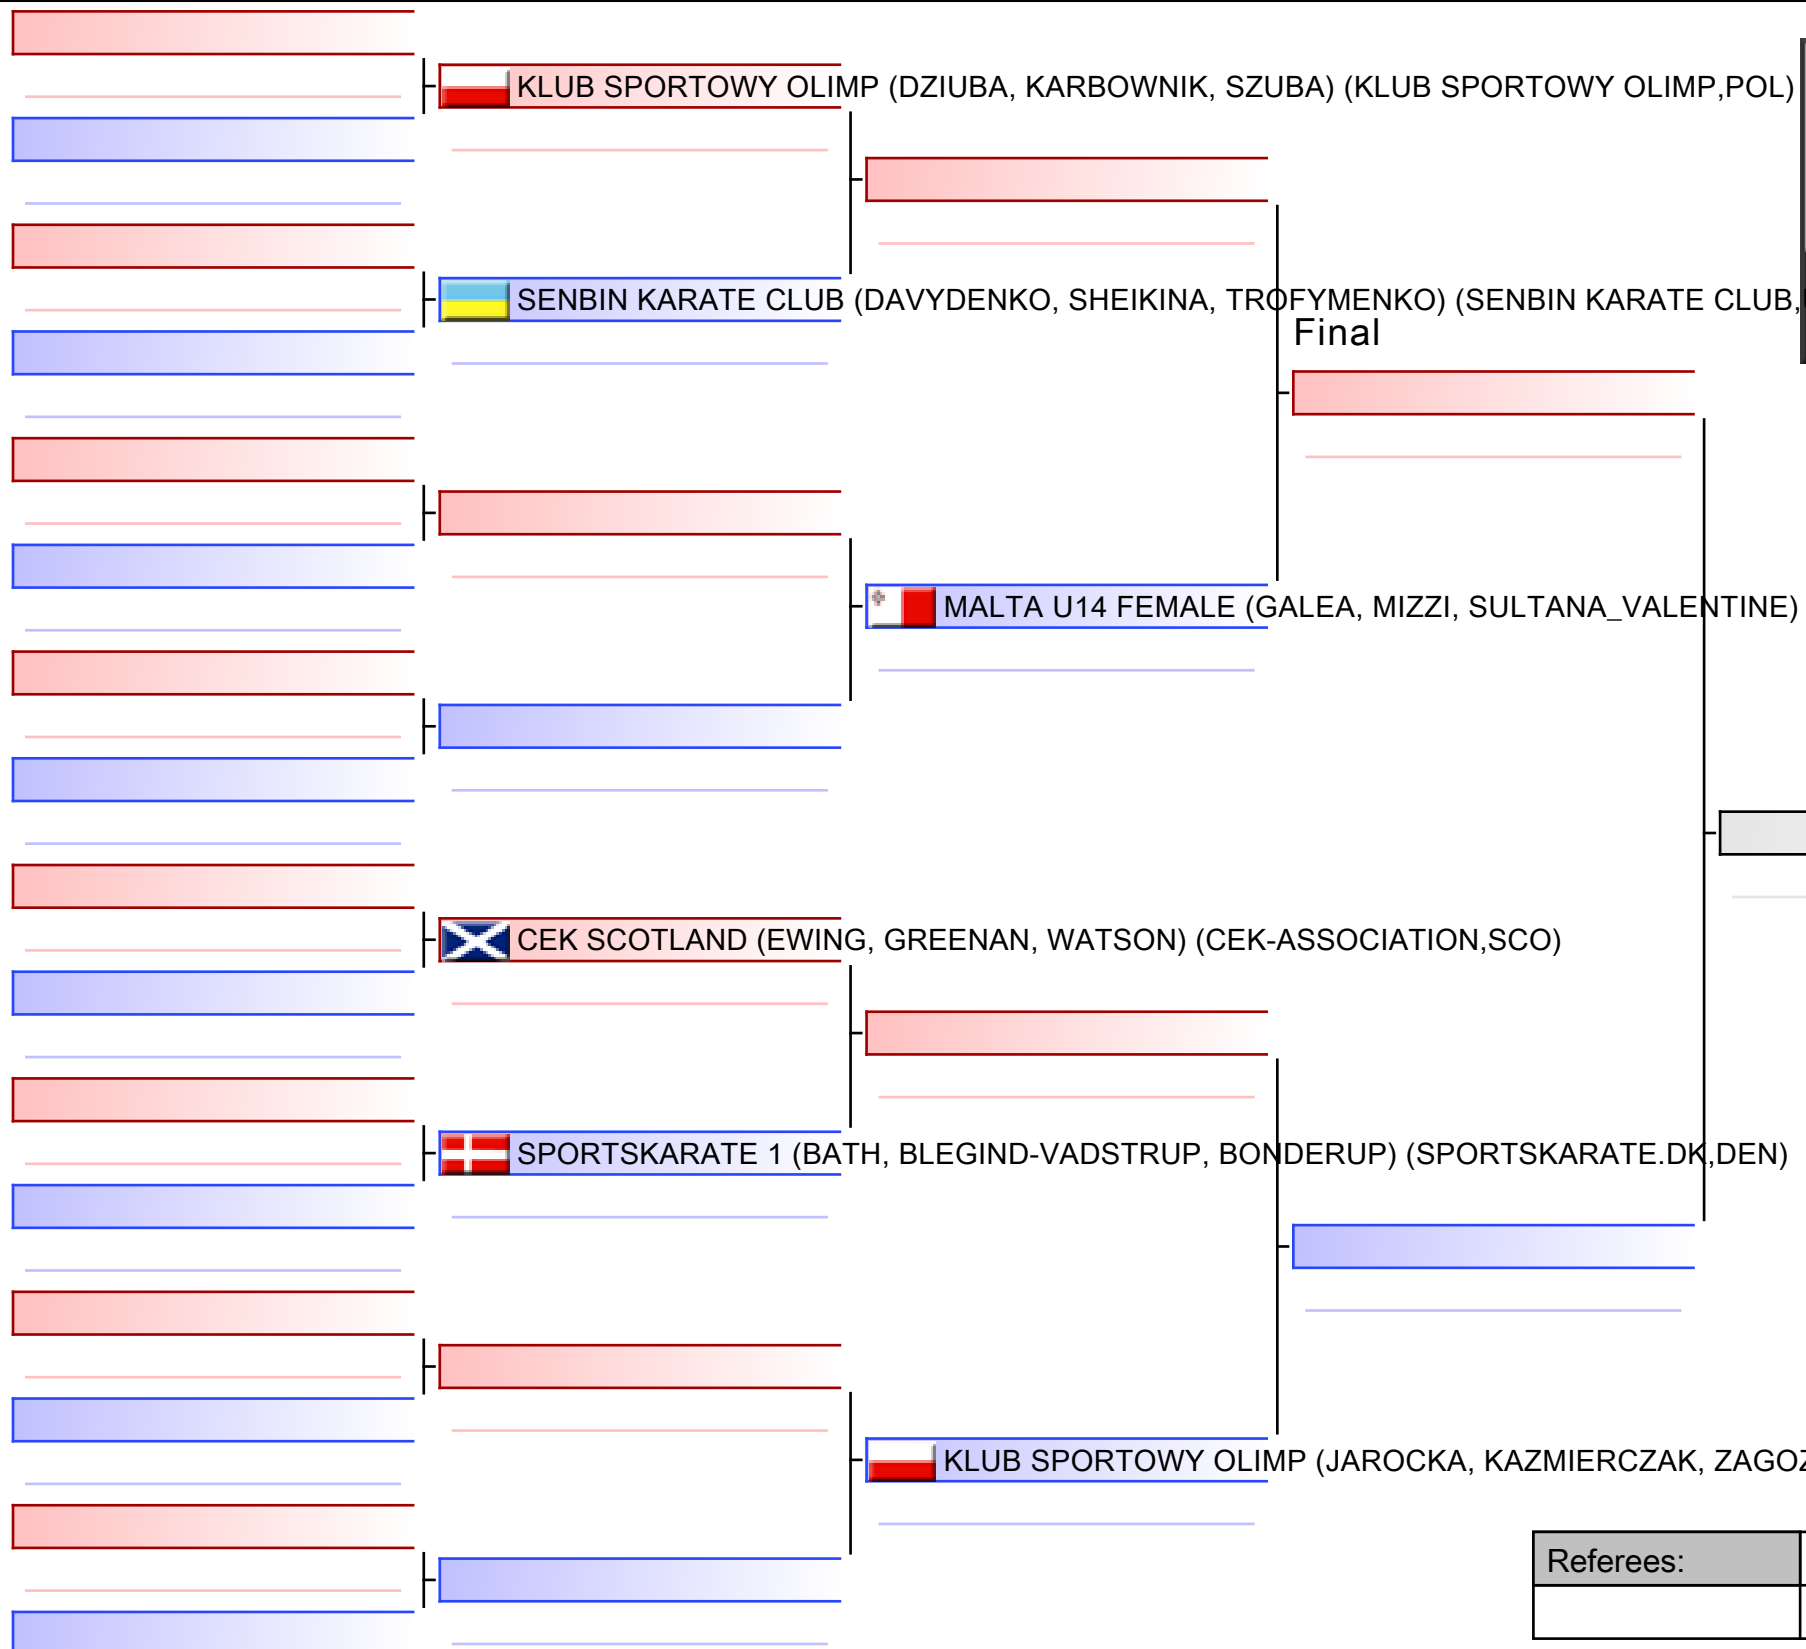 KLUB SPORTOWY OLIMP (DZIUBA, KARBOWNIK, SZUBA) (KLUB SPORTOWY OLIMP,POL)
SENBIN KARATE CLUB (DAVYDENKO, SHEIKINA, TROFYMENKO) (SENBIN KARATE CLUB,
Final
MALTA U14 FEMALE (GALEA, MIZZI, SULTANA_VALENTINE)
CEK SCOTLAND (EWING, GREENAN, WATSON) (CEK-ASSOCIATION,SCO)
SPORTSKARATE 1 (BATH, BLEGIND-VADSTRUP, BONDERUP) (SPORTSKARATE.DK,DEN)
KLUB SPORTOWY OLIMP (JAROCKA, KAZMIERCZAK,
Referees: